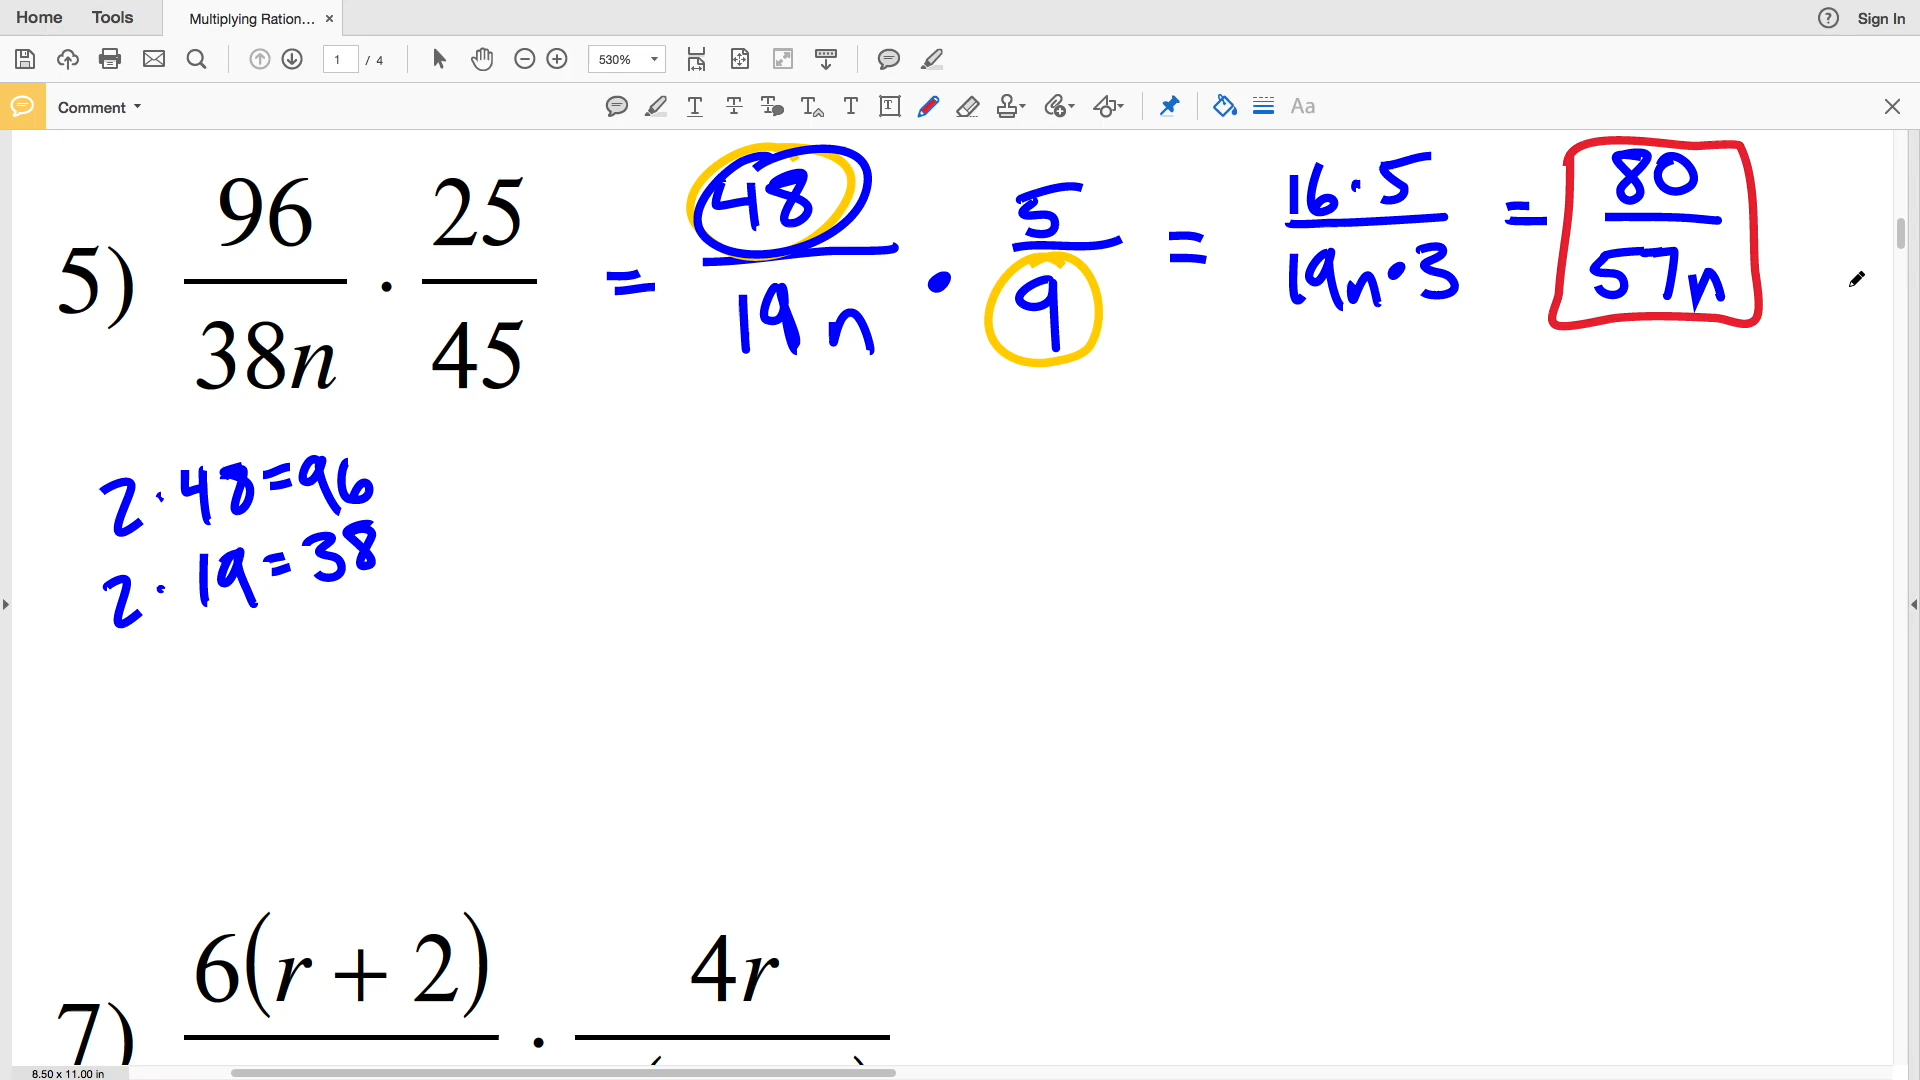 Home Tools Multiplying Ration... × ? Sign In
1 / 4 530%
Comment T T T T T T Aa
5) 96/38n · 25/45 = 48/19n · 5/9 = 16·5/19n·3 = 80/57n
2·48=96
2·19=38
7) 6(r + 2) · 4r
8.50 x 11.00 in